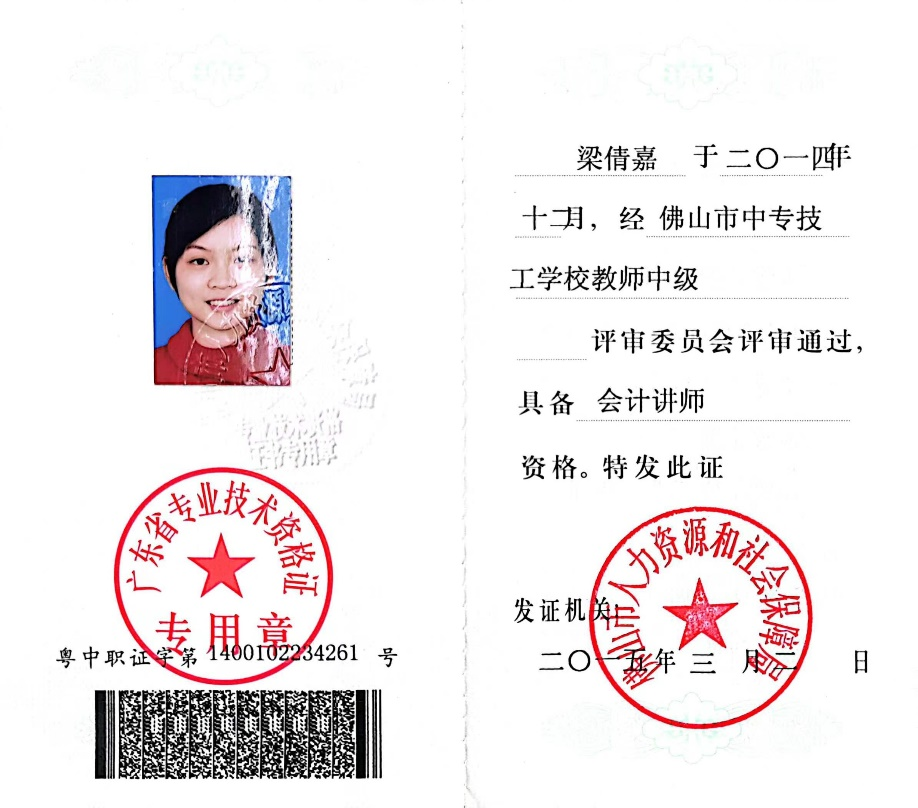 广东省专业技术资格证
专用章
粤中职证字第 1400102234261 号
梁倩嘉 于二〇一四年
十二月，经 佛山市中专技
工学校教师中级
评审委员会评审通过，
具备 会计讲师
资格。特发此证
佛山市人力资源和社会保障局
发证机关：
二〇一五年 三 月 二 日